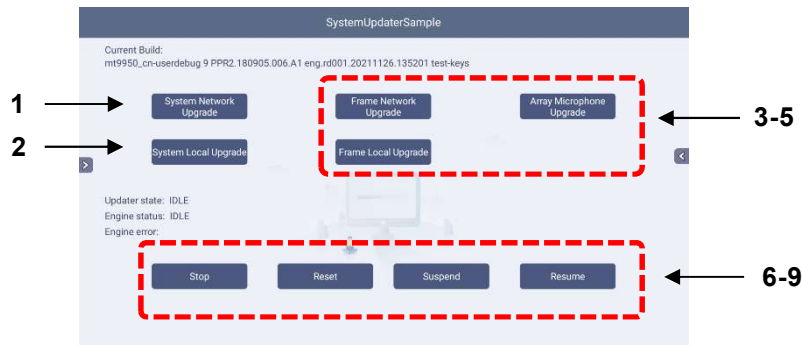 SystemUpdaterSample
Current Build:
mt9950_cn-userdebug 9 PPR2.180905.006.A1 eng.rd001.20211126.135201 test-keys
1
System Network
Upgrade
Frame Network
Upgrade
Array Microphone
Upgrade
3-5
2
System Local Upgrade
Frame Local Upgrade
Updater state: IDLE
Engine status: IDLE
Engine error:
Stop
Reset
Suspend
Resume
6-9